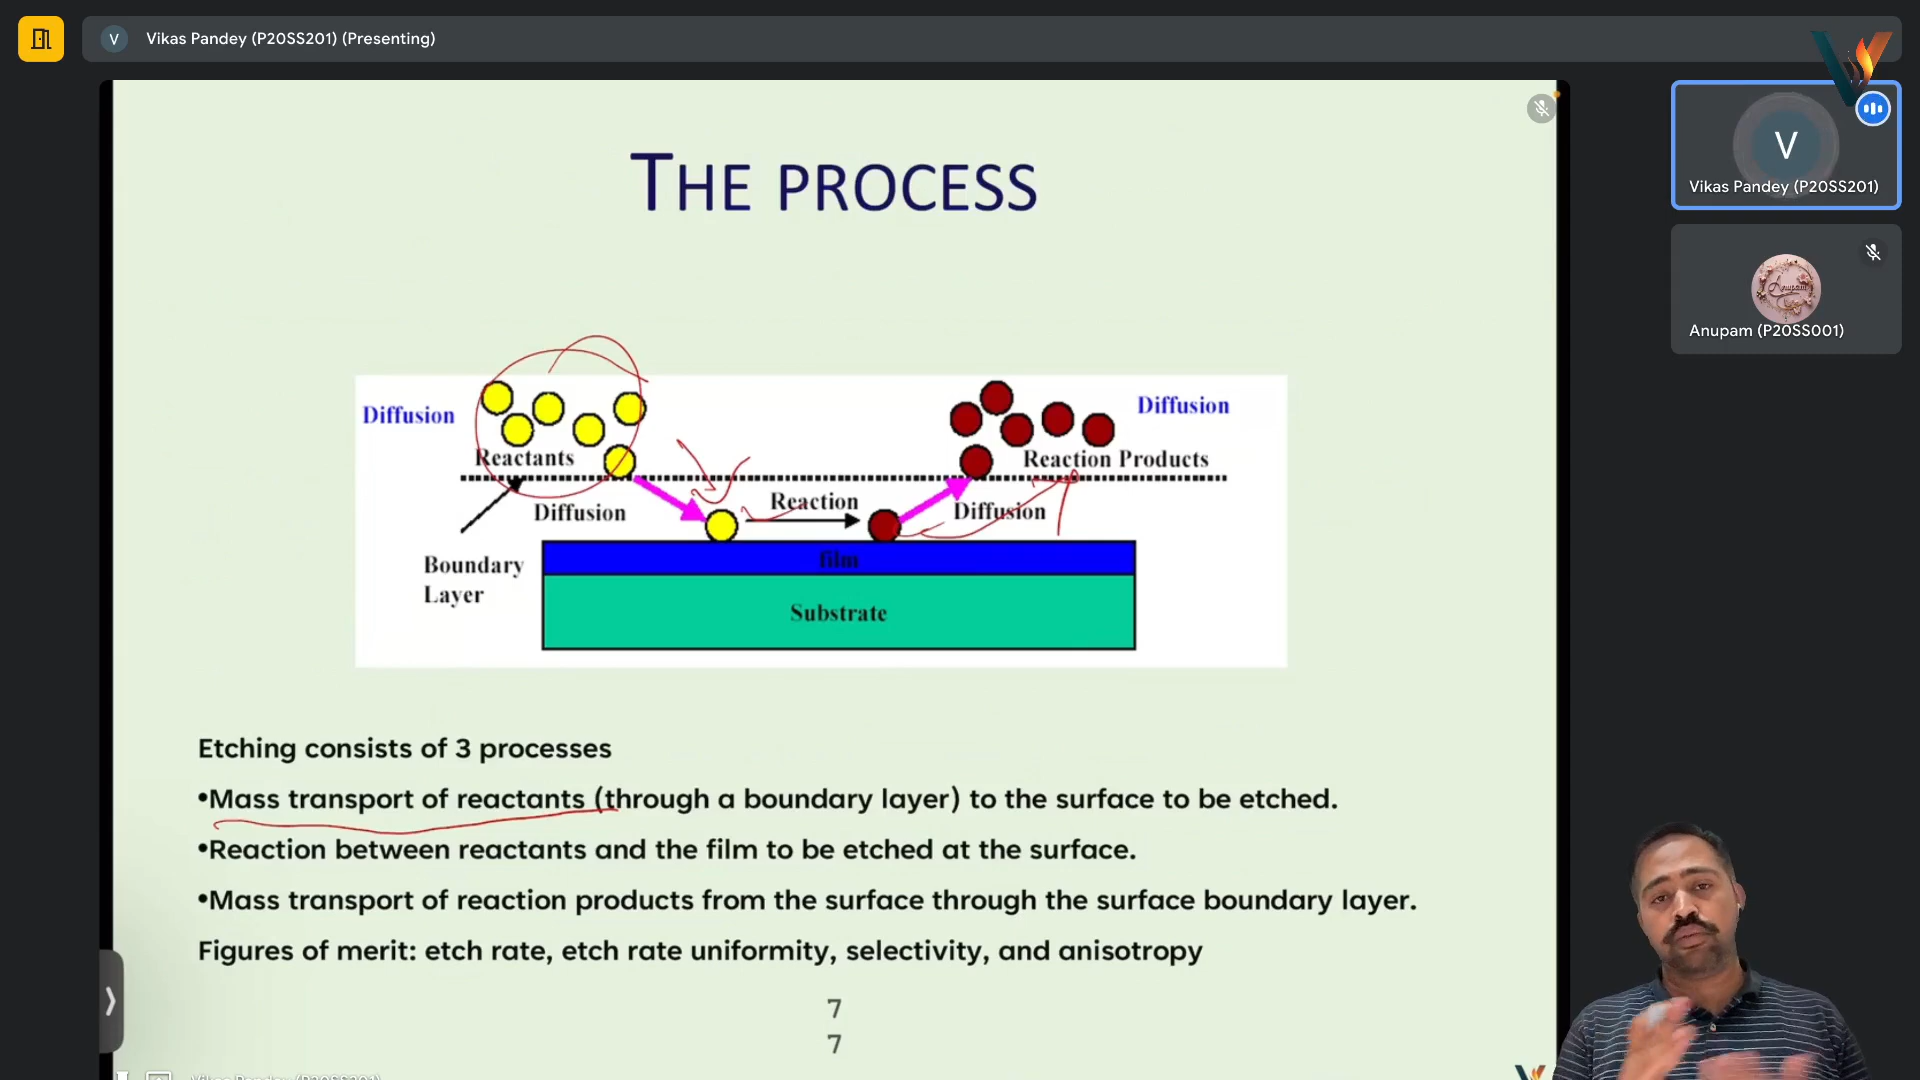 V Vikas Pandey (P20SS201) (Presenting)
THE PROCESS
V
Vikas Pandey (P20SS201)
Anupam (P20SS001)
Diffusion
Diffusion
Reactants
Reaction Products
Reaction
Diffusion
Diffusion
Boundary
Layer
film
Substrate
Etching consists of 3 processes
•Mass transport of reactants (through a boundary layer) to the surface to be etched.
•Reaction between reactants and the film to be etched at the surface.
•Mass transport of reaction products from the surface through the surface boundary layer.
Figures of merit: etch rate, etch rate uniformity, selectivity, and anisotropy
7
7
Vikas Pandey (P20SS201)